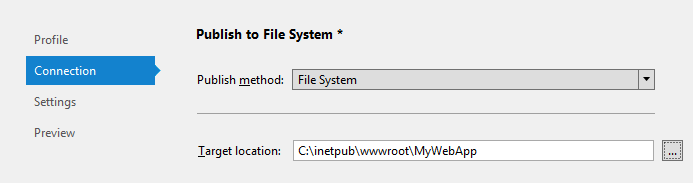 Profile
Connection
Settings
Preview
Publish to File System *
Publish method: File System
Target location: C:\inetpub\wwwroot\MyWebApp ...